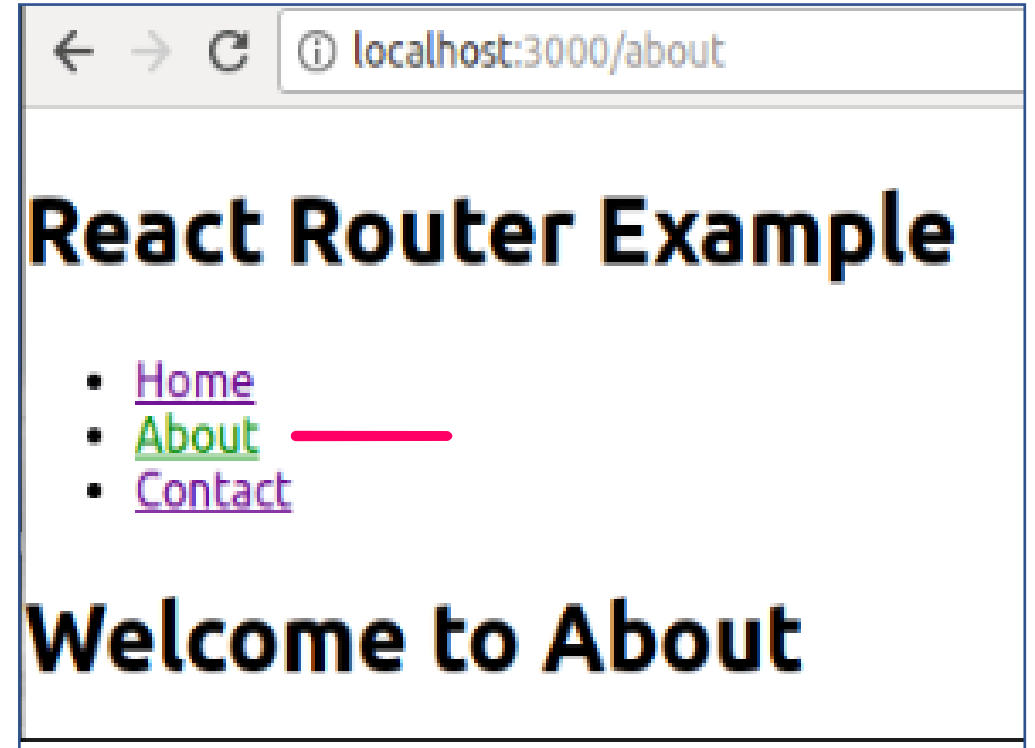 localhost:3000/about
React Router Example
• Home
• About
• Contact
Welcome to About